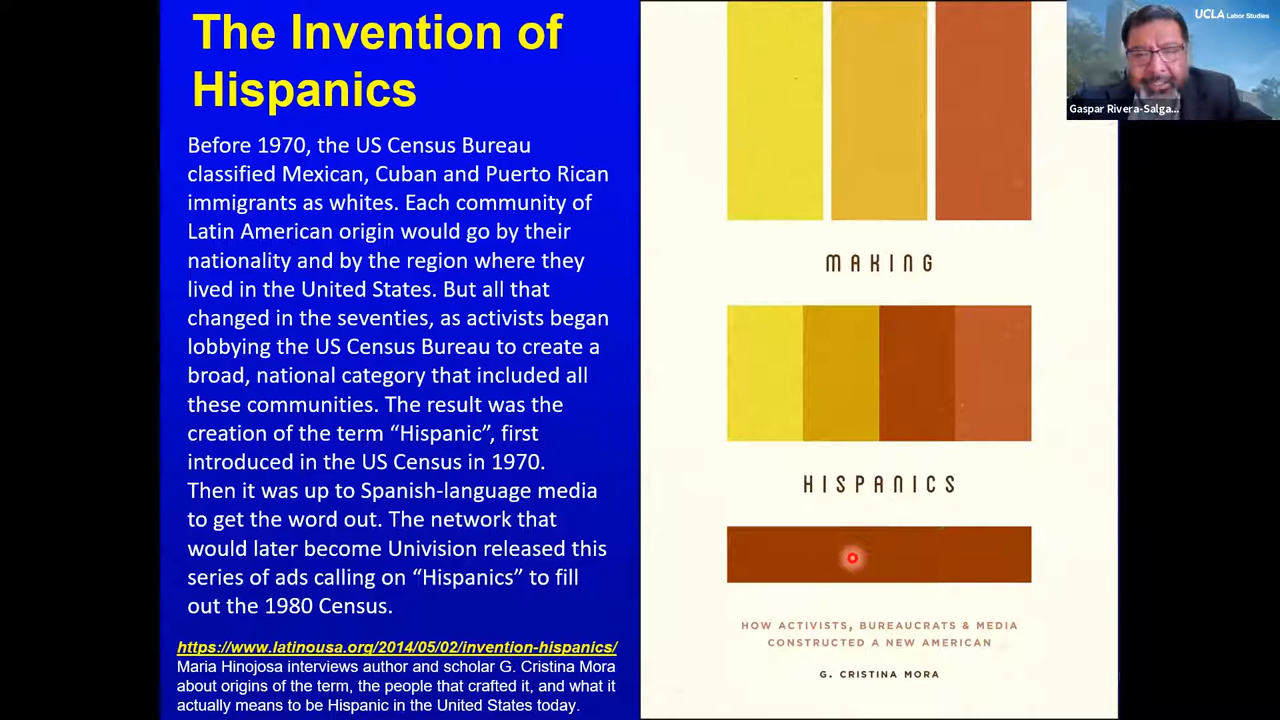 The Invention of
Hispanics
Before 1970, the US Census Bureau
classified Mexican, Cuban and Puerto Rican
immigrants as whites. Each community of
Latin American origin would go by their
nationality and by the region where they
lived in the United States. But all that
changed in the seventies, as activists began
lobbying the US Census Bureau to create a
broad, national category that included all
these communities. The result was the
creation of the term “Hispanic”, first
introduced in the US Census in 1970.
Then it was up to Spanish-language media
to get the word out. The network that
would later become Univision released this
series of ads calling on “Hispanics” to fill
out the 1980 Census.
https://www.latinousa.org/2014/05/02/invention-hispanics/
Maria Hinojosa interviews author and scholar G. Cristina Mora
about origins of the term, the people that crafted it, and what it
actually means to be Hispanic in the United States today.
MAKING
HISPANICS
HOW ACTIVISTS, BUREAUCRATS & MEDIA
CONSTRUCTED A NEW AMERICAN
G. CRISTINA MORA
UCLA Labor Studies
Gaspar Rivera-Salga...